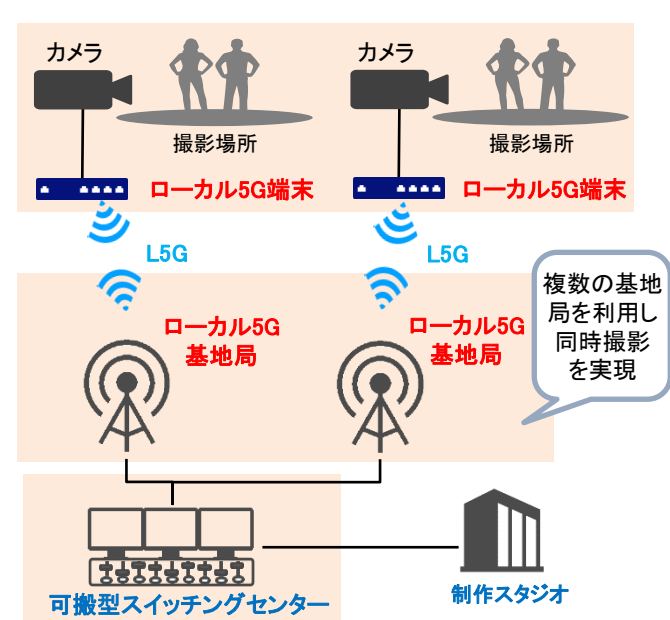 カメラ
カメラ
撮影場所
撮影場所
ローカル5G端末
ローカル5G端末
L5G
L5G
複数の基地
局を利用し
同時撮影
を実現
ローカル5G
基地局
ローカル5G
基地局
可搬型スイッチングセンター
制作スタジオ